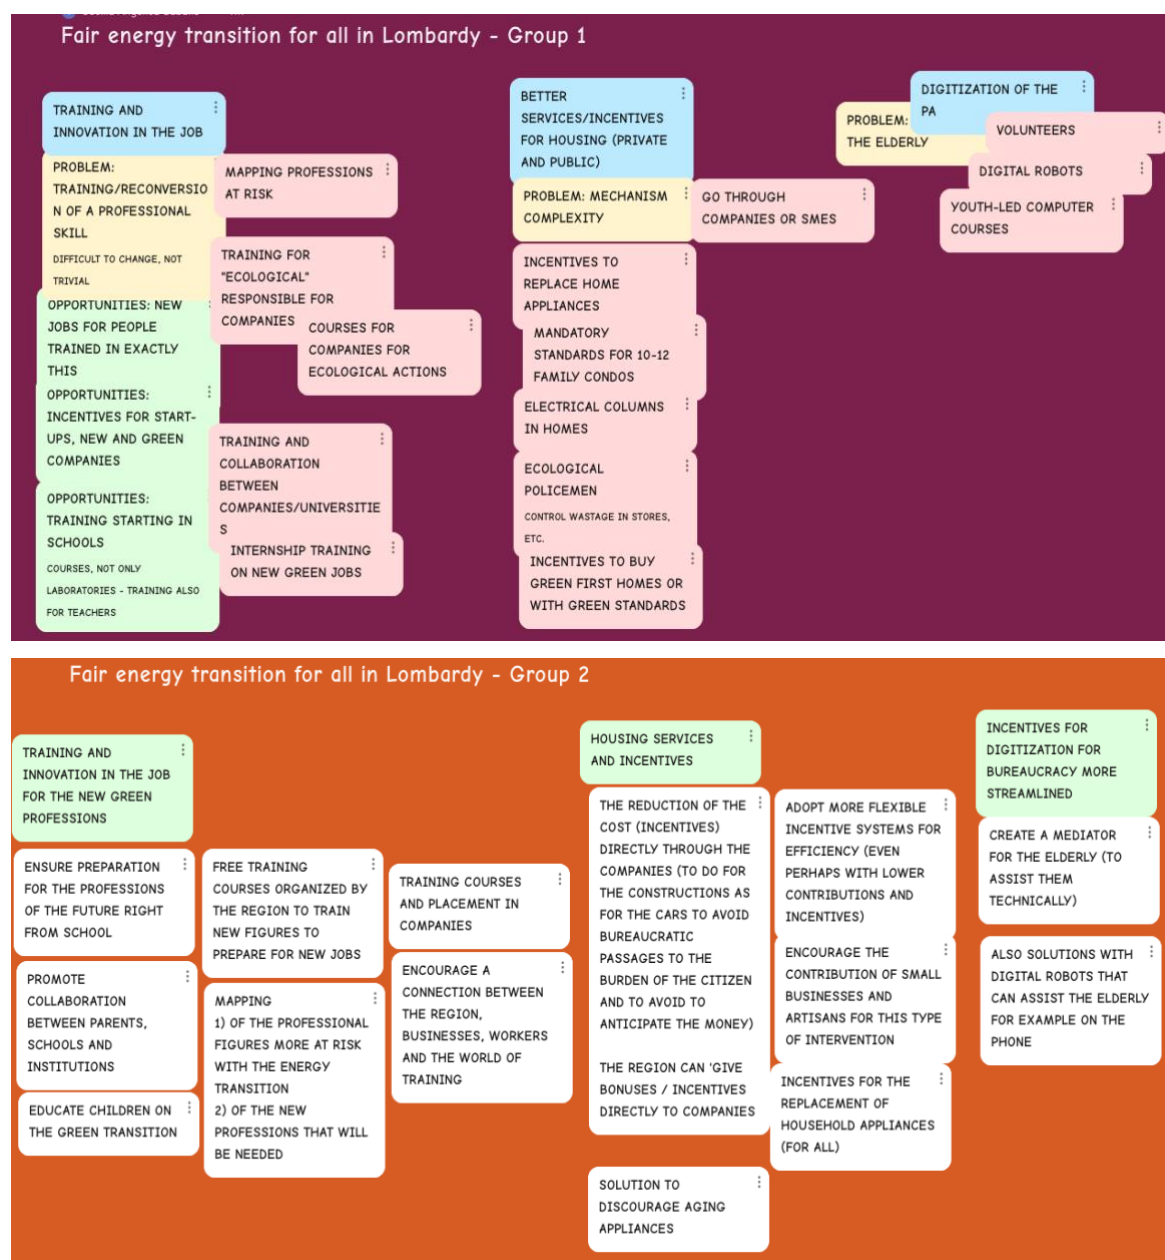 Fair energy transition for all in Lombardy - Group 1
TRAINING AND
INNOVATION IN THE JOB
PROBLEM:
TRAINING/RECONVERSIO
N OF A PROFESSIONAL
SKILL
DIFFICULT TO CHANGE, NOT
TRIVIAL
OPPORTUNITIES: NEW
JOBS FOR PEOPLE
TRAINED IN EXACTLY
THIS
OPPORTUNITIES:
INCENTIVES FOR START-
UPS, NEW AND GREEN
COMPANIES
OPPORTUNITIES:
TRAINING STARTING IN
SCHOOLS
COURSES, NOT ONLY
LABORATORIES - TRAINING ALSO
FOR TEACHERS
MAPPING PROFESSIONS
AT RISK
TRAINING FOR
"ECOLOGICAL"
RESPONSIBLE FOR
COMPANIES
COURSES FOR
COMPANIES FOR
ECOLOGICAL ACTIONS
TRAINING AND
COLLABORATION
BETWEEN
COMPANIES/UNIVERSITIE
S
INTERNSHIP TRAINING
ON NEW GREEN JOBS
BETTER
SERVICES/INCENTIVES
FOR HOUSING (PRIVATE
AND PUBLIC)
PROBLEM: MECHANISM
COMPLEXITY
GO THROUGH
COMPANIES OR SMES
INCENTIVES TO
REPLACE HOME
APPLIANCES
MANDATORY
STANDARDS FOR 10-12
FAMILY CONDOS
ELECTRICAL COLUMNS
IN HOMES
ECOLOGICAL
POLICEMEN
CONTROL WASTAGE IN STORES,
ETC.
INCENTIVES TO BUY
GREEN FIRST HOMES OR
WITH GREEN STANDARDS
DIGITIZATION OF THE
PA
PROBLEM:
THE ELDERLY
VOLUNTEERS
DIGITAL ROBOTS
YOUTH-LED COMPUTER
COURSES
Fair energy transition for all in Lombardy - Group 2
TRAINING AND
INNOVATION IN THE JOB
FOR THE NEW GREEN
PROFESSIONS
ENSURE PREPARATION
FOR THE PROFESSIONS
OF THE FUTURE RIGHT
FROM SCHOOL
PROMOTE
COLLABORATION
BETWEEN PARENTS,
SCHOOLS AND
INSTITUTIONS
EDUCATE CHILDREN ON
THE GREEN TRANSITION
FREE TRAINING
COURSES ORGANIZED BY
THE REGION TO TRAIN
NEW FIGURES TO
PREPARE FOR NEW JOBS
MAPPING
1) OF THE PROFESSIONAL
FIGURES MORE AT RISK
WITH THE ENERGY
TRANSITION
2) OF THE NEW
PROFESSIONS THAT WILL
BE NEEDED
TRAINING COURSES
AND PLACEMENT IN
COMPANIES
ENCOURAGE A
CONNECTION BETWEEN
THE REGION,
BUSINESSES, WORKERS
AND THE WORLD OF
TRAINING
HOUSING SERVICES
AND INCENTIVES
THE REDUCTION OF THE
COST (INCENTIVES)
DIRECTLY THROUGH THE
COMPANIES (TO DO FOR
THE CONSTRUCTIONS AS
FOR THE CARS TO AVOID
BUREAUCRATIC
PASSAGES TO THE
BURDEN OF THE CITIZEN
AND TO AVOID TO
ANTICIPATE THE MONEY)
THE REGION CAN 'GIVE
BONUSES / INCENTIVES
DIRECTLY TO COMPANIES
SOLUTION TO
DISCOURAGE AGING
APPLIANCES
ADOPT MORE FLEXIBLE
INCENTIVE SYSTEMS FOR
EFFICIENCY (EVEN
PERHAPS WITH LOWER
CONTRIBUTIONS AND
INCENTIVES)
ENCOURAGE THE
CONTRIBUTION OF SMALL
BUSINESSES AND
ARTISANS FOR THIS TYPE
OF INTERVENTION
INCENTIVES FOR THE
REPLACEMENT OF
HOUSEHOLD APPLIANCES
(FOR ALL)
INCENTIVES FOR
DIGITIZATION FOR
BUREAUCRACY MORE
STREAMLINED
CREATE A MEDIATOR
FOR THE ELDERLY (TO
ASSIST THEM
TECHNICALLY)
ALSO SOLUTIONS WITH
DIGITAL ROBOTS THAT
CAN ASSIST THE ELDERLY
FOR EXAMPLE ON THE
PHONE